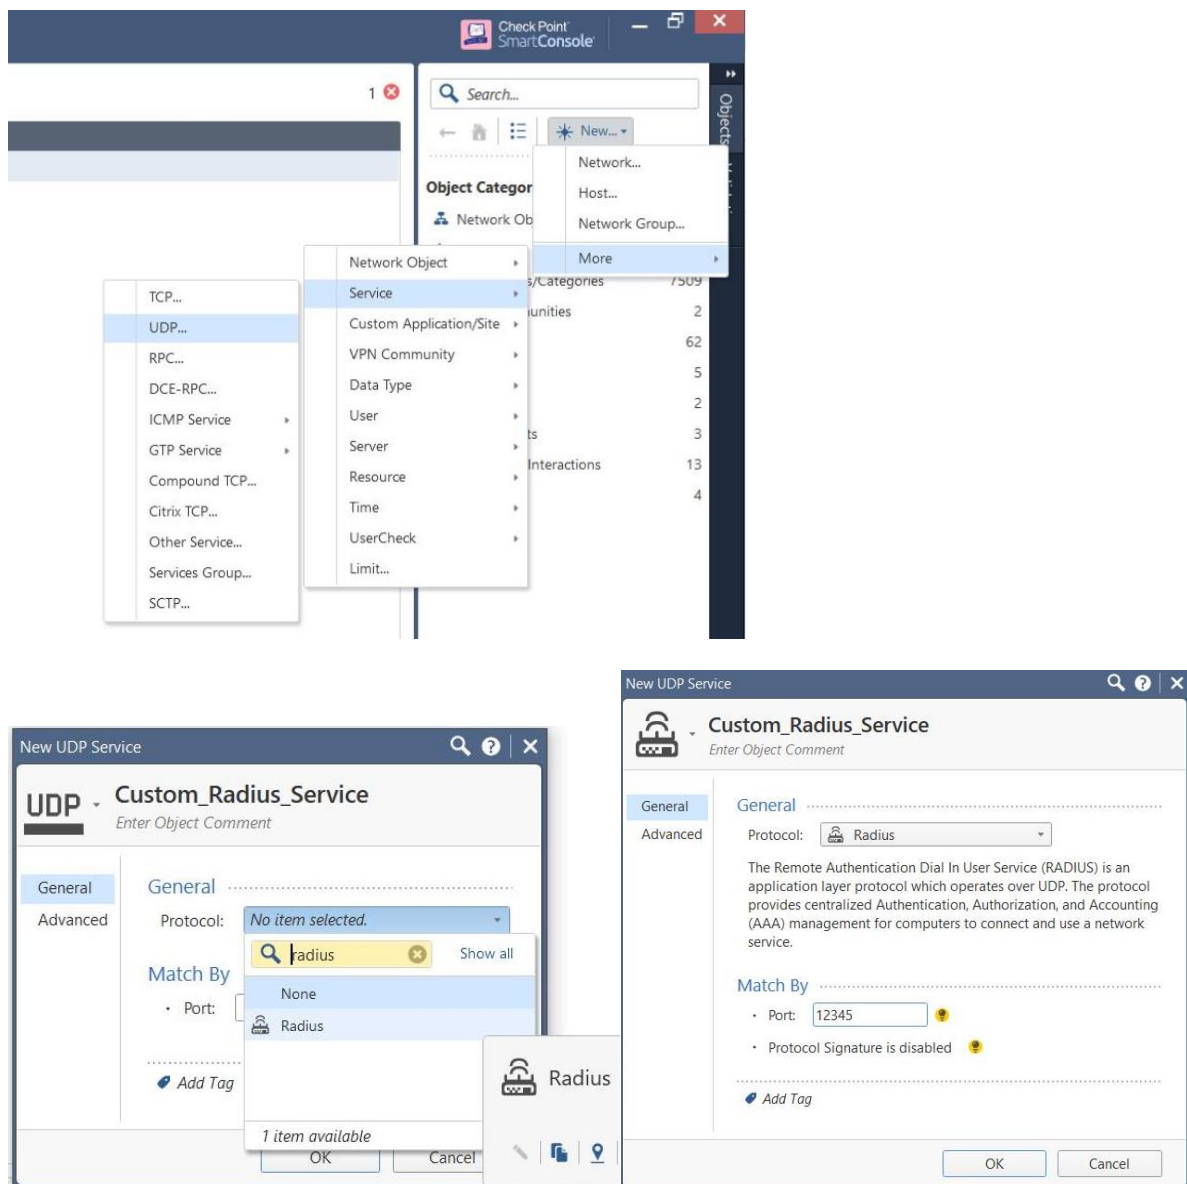 Check Point
SmartConsole
1
Search...
New...
Objects
Network...
Host...
Network Group...
More
Object Categor
Network Ob
s/Categories 7509
unities 2
62
5
2
ts 3
Interactions 13
4
Network Object
Service
Custom Application/Site
VPN Community
Data Type
User
Server
Resource
Time
UserCheck
Limit...
TCP...
UDP...
RPC...
DCE-RPC...
ICMP Service
GTP Service
Compound TCP...
Citrix TCP...
Other Service...
Services Group...
SCTP...
New UDP Service
UDP
Custom_Radius_Service
Enter Object Comment
General
Advanced
General
Protocol: No item selected.
radius Show all
None
Radius
Match By
Port:
Add Tag
1 item available
OK Cancel
Radius
New UDP Service
Custom_Radius_Service
Enter Object Comment
General
Advanced
General
Protocol: Radius
The Remote Authentication Dial In User Service (RADIUS) is an
application layer protocol which operates over UDP. The protocol
provides centralized Authentication, Authorization, and Accounting
(AAA) management for computers to connect and use a network
service.
Match By
Port: 12345
Protocol Signature is disabled
Add Tag
OK Cancel